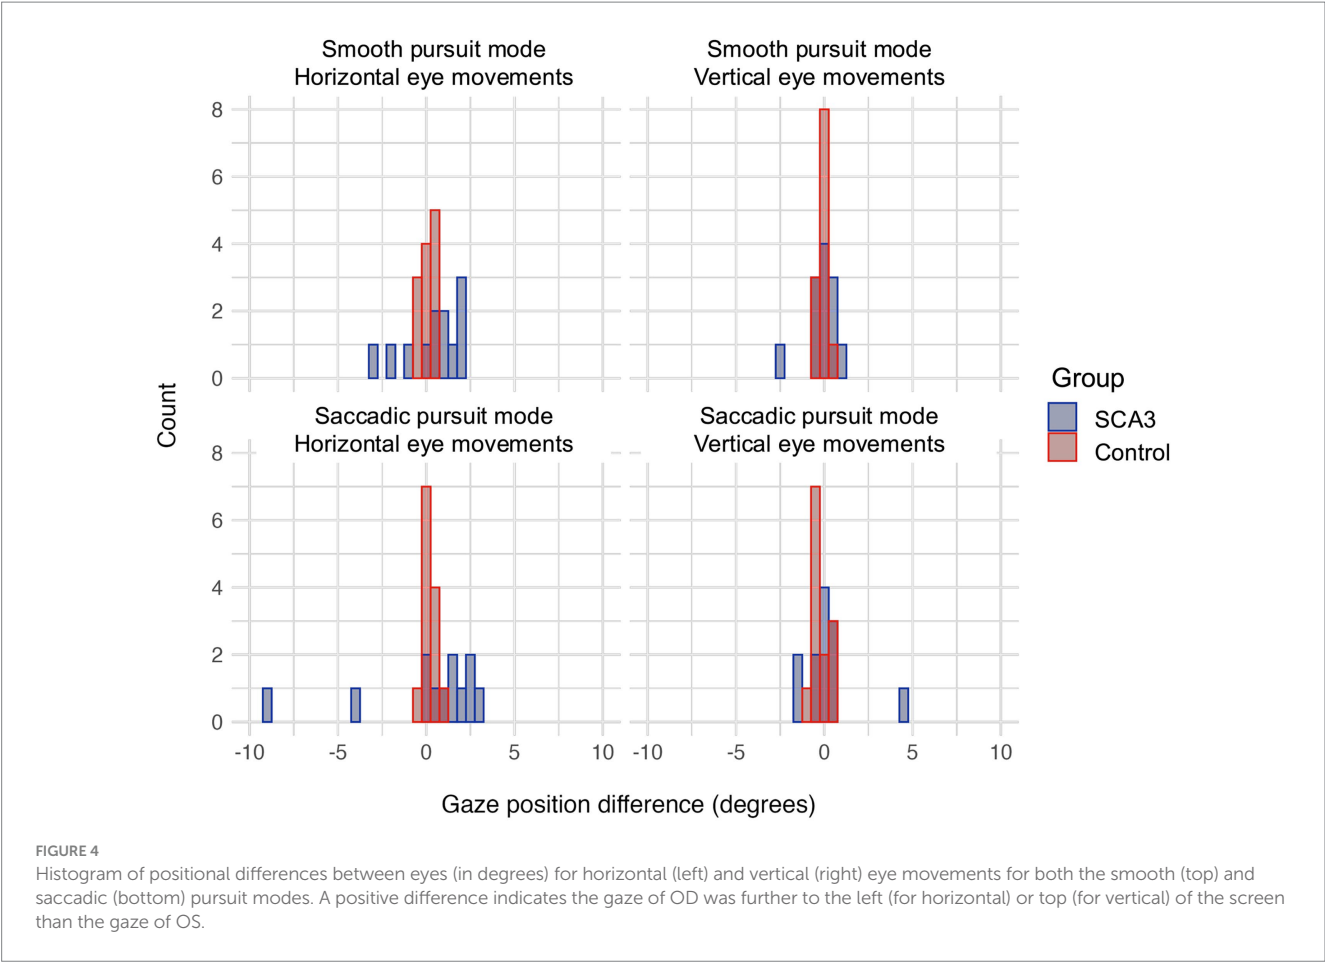 Smooth pursuit mode
Horizontal eye movements
Smooth pursuit mode
Vertical eye movements
8
6
4
2
0
Count
Saccadic pursuit mode
Horizontal eye movements
Saccadic pursuit mode
Vertical eye movements
8
6
4
2
0
-10 -5 0 5 10
-10 -5 0 5 10
Gaze position difference (degrees)
Group
SCA3
Control
FIGURE 4
Histogram of positional differences between eyes (in degrees) for horizontal (left) and vertical (right) eye movements for both the smooth (top) and
saccadic (bottom) pursuit modes. A positive difference indicates the gaze of OD was further to the left (for horizontal) or top (for vertical) of the screen
than the gaze of OS.